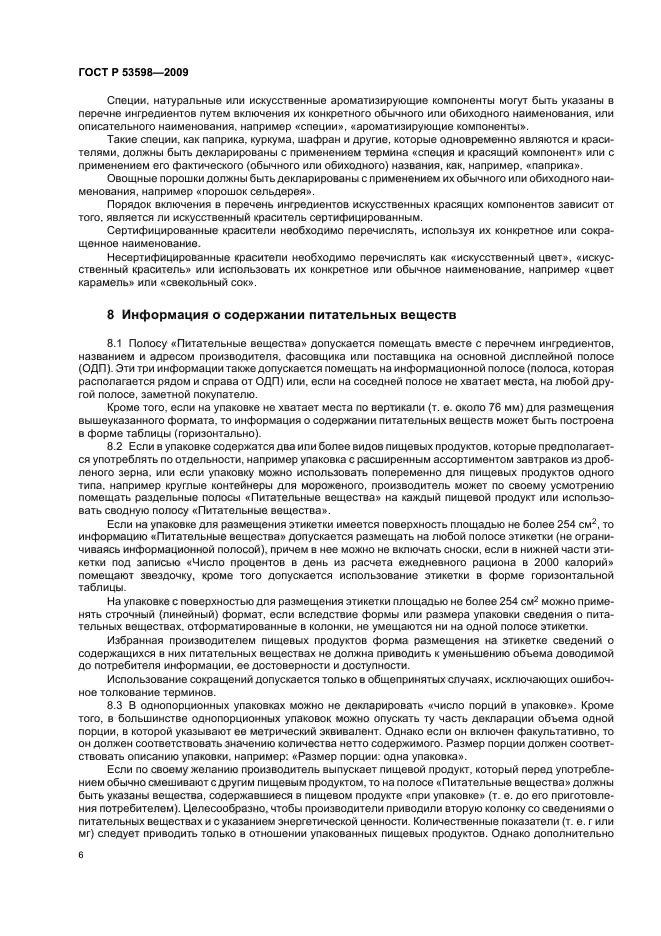 ГОСТ Р 53598—2009
Специи, натуральные или искусственные ароматизирующие компоненты могут быть указаны в
перечне ингредиентов путем включения их конкретного обычного или обиходного наименования, или
описательного наименования, например «специи», «ароматизирующие компоненты».
Такие специи, как паприка, куркума, шафран и другие, которые одновременно являются и краси-
телями, должны быть декларированы с применением термина «специя и красящий компонент» или с
применением его фактического (обычного или обиходного) названия, как, например, «паприка».
Овощные порошки должны быть декларированы с применением их обычного или обиходного наи-
менования, например «порошок сельдерея».
Порядок включения в перечень ингредиентов искусственных красящих компонентов зависит от
того, является ли искусственный краситель сертифицированным.
Сертифицированные красители необходимо перечислять, используя их конкретное или сокра-
щенное наименование.
Несертифицированные красители необходимо перечислять как «искусственный цвет», «искус-
ственный краситель» или использовать их конкретное или обычное наименование, например «цвет
карамель» или «свекольный сок».
8 Информация о содержании питательных веществ
8.1 Полосу «Питательные вещества» допускается помещать вместе с перечнем ингредиентов,
названием и адресом производителя, фасовщика или поставщика на основной дисплейной полосе
(ОДП). Эти три информации также допускается помещать на информационной полосе (полоса, которая
располагается рядом и справа от ОДП) или, если на соседней полосе не хватает места, на любой дру-
гой полосе, заметной покупателю.
Кроме того, если на упаковке не хватает места по вертикали (т. е. около 76 мм) для размещения
вышеуказанного формата, то информация о содержании питательных веществ может быть построена
в форме таблицы (горизонтально).
8.2 Если в упаковке содержатся два или более видов пищевых продуктов, которые предполагает-
ся употреблять по отдельности, например упаковка с расширенным ассортиментом завтраков из дроб-
леного зерна, или если упаковку можно использовать попеременно для пищевых продуктов одного
типа, например круглые контейнеры для мороженого, производитель может по своему усмотрению
помещать раздельные полосы «Питательные вещества» на каждый пищевой продукт или использо-
вать сводную полосу «Питательные вещества».
Если на упаковке для размещения этикетки имеется поверхность площадью не более 254 см², то
информацию «Питательные вещества» допускается размещать на любой полосе этикетки (не ограни-
чиваясь информационной полосой), причем в нее можно не включать сноски, если в нижней части эти-
кетки под записью «Число процентов в день из расчета ежедневного рациона в 2000 калорий»
помещают звездочку, кроме того допускается использование этикетки в форме горизонтальной
таблицы.
На упаковке с поверхностью для размещения этикетки площадью не более 254 см² можно приме-
нять строчный (линейный) формат, если вследствие формы или размера упаковки сведения о пита-
тельных веществах, отформатированные в колонки, не умещаются ни на одной полосе этикетки.
Избранная производителем пищевых продуктов форма размещения на этикетке сведений о
содержащихся в них питательных веществах не должна приводить к уменьшению объема доводимой
до потребителя информации, ее достоверности и доступности.
Использование сокращений допускается только в общепринятых случаях, исключающих ошибоч-
ное толкование терминов.
8.3 В однопорционных упаковках можно не декларировать «число порций в упаковке». Кроме
того, в большинстве однопорционных упаковок можно опускать ту часть декларации объема одной
порции, в которой указывают ее метрический эквивалент. Однако если он включен факультативно, то
он должен соответствовать значению количества нетто содержимого. Размер порции должен соответ-
ствовать описанию упаковки, например: «Размер порции: одна упаковка».
Если по своему желанию производитель выпускает пищевой продукт, который перед употребле-
нием обычно смешивают с другим пищевым продуктом, то на полосе «Питательные вещества» должны
быть указаны вещества, содержавшиеся в пищевом продукте «при упаковке» (т. е. до его приготовле-
ния потребителем). Целесообразно, чтобы производители приводили вторую колонку со сведениями о
питательных веществах и с указанием энергетической ценности. Количественные показатели (т. е. г или
мг) следует приводить только в отношении упакованных пищевых продуктов. Однако дополнительно
6